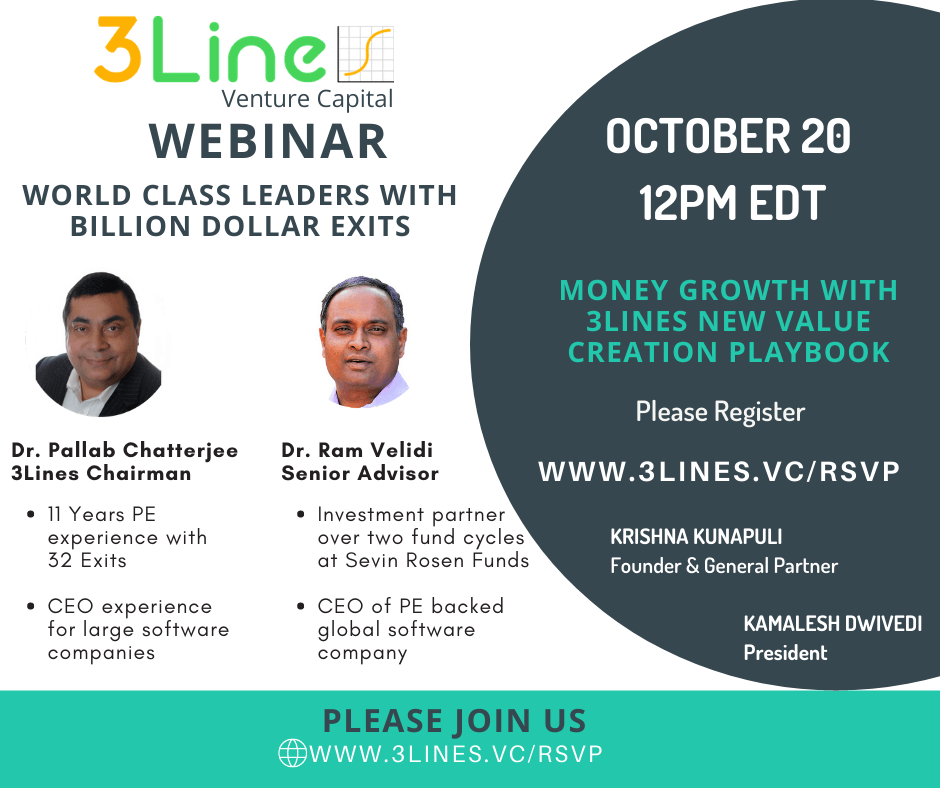 3Lines
Venture Capital
WEBINAR
WORLD CLASS LEADERS WITH
BILLION DOLLAR EXITS
Dr. Pallab Chatterjee
3Lines Chairman
• 11 Years PE
experience with
32 Exits
• CEO experience
for large software
companies
Dr. Ram Velidi
Senior Advisor
• Investment partner
over two fund cycles
at Sevin Rosen Funds
• CEO of PE backed
global software
company
OCTOBER 20
12PM EDT
MONEY GROWTH WITH
3LINES NEW VALUE
CREATION PLAYBOOK
Please Register
WWW.3LINES.VC/RSVP
KRISHNA KUNAPULI
Founder & General Partner
KAMALESH DWIVEDI
President
PLEASE JOIN US
WWW.3LINES.VC/RSVP